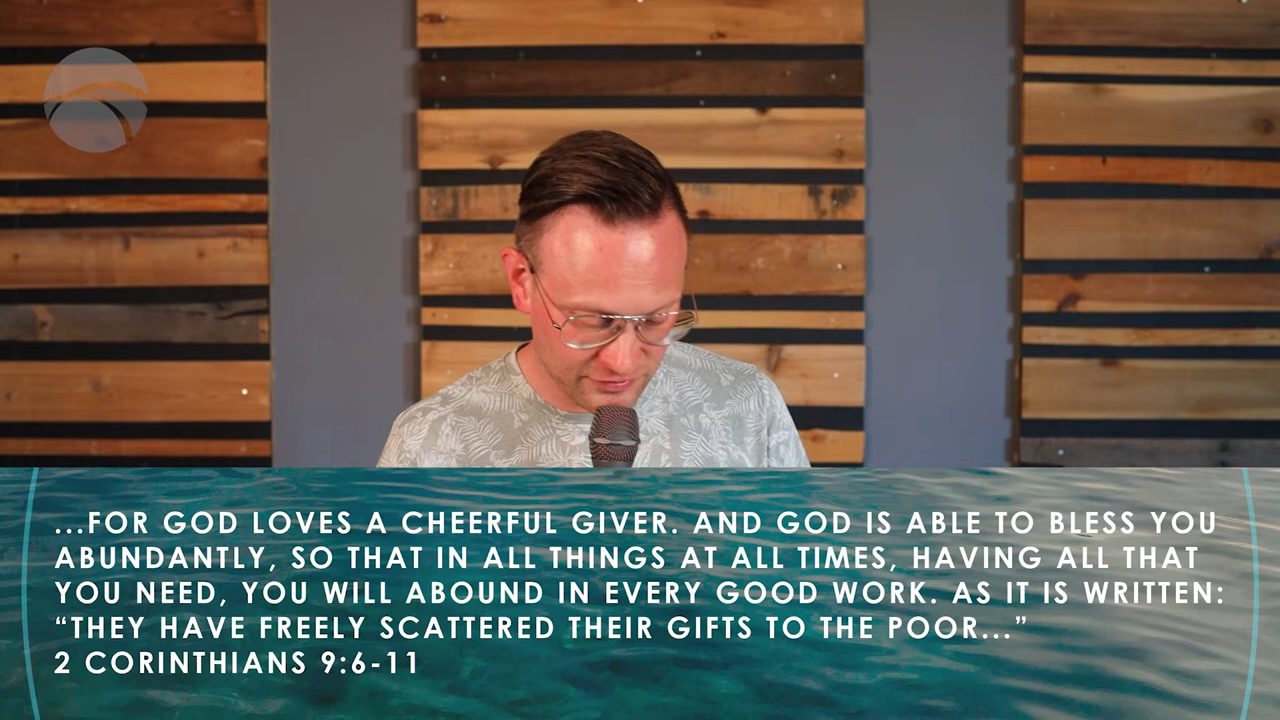 ...FOR GOD LOVES A CHEERFUL GIVER. AND GOD IS ABLE TO BLESS YOU
ABUNDANTLY, SO THAT IN ALL THINGS AT ALL TIMES, HAVING ALL THAT
YOU NEED, YOU WILL ABOUND IN EVERY GOOD WORK. AS IT IS WRITTEN:
“THEY HAVE FREELY SCATTERED THEIR GIFTS TO THE POOR...”
2 CORINTHIANS 9:6-11